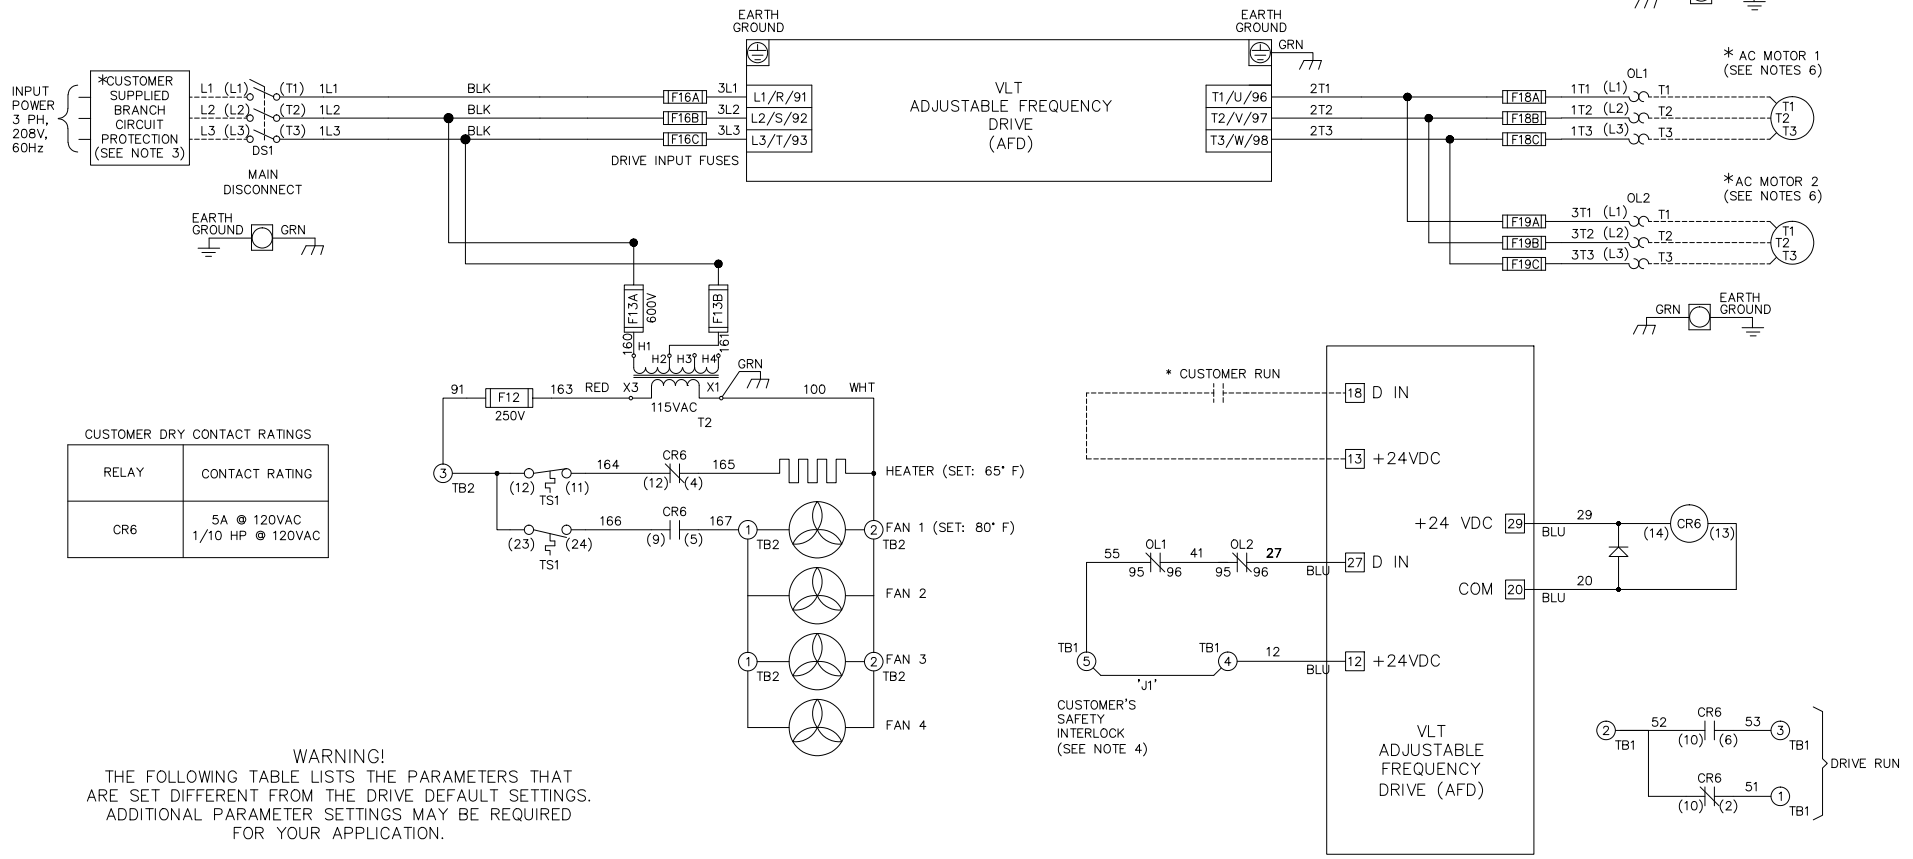 EARTH
GROUND
EARTH
GROUND
GRN
INPUT
POWER
3 PH,
208V,
60Hz
*CUSTOMER
SUPPLIED
BRANCH
CIRCUIT
PROTECTION
(SEE NOTE 3)
L1 (L1) (T1) 1L1 BLK F16A 3L1 L1/R/91
L2 (L2) (T2) 1L2 F16B 3L2 L2/S/92
L3 (L3) (T3) 1L3 BLK F16C 3L3 L3/T/93
DS1
MAIN
DISCONNECT
DRIVE INPUT FUSES
VLT
ADJUSTABLE FREQUENCY
DRIVE
(AFD)
T1/U/96 2T1
T2/V/97 2T2
T3/W/98 2T3
* AC MOTOR 1
(SEE NOTES 6)
OL1
F18A 1T1 (L1) T1
F18B 1T2 (L2) T2
F18C 1T3 (L3) T3
T1
T2
T3
*AC MOTOR 2
(SEE NOTES 6)
OL2
F19A 3T1 (L1) T1
F19B 3T2 (L2) T2
F19C 3T3 (L3) T3
T1
T2
T3
EARTH
GROUND
GRN
GRN
EARTH
GROUND
F13A
600V
F13B
160
161
H1 H2 H3 H4
GRN
91 F12 163 RED X3 X1 100 WHT
250V
115VAC
T2
CUSTOMER DRY CONTACT RATINGS
RELAY CONTACT RATING
CR6
5A @ 120VAC
1/10 HP @ 120VAC
3
TB2
(12) (11) 164 CR6 165
TS1
(12) (4)
HEATER (SET: 65° F)
(23) (24) 166 CR6 167
TS1
(9) (5)
1
TB2
2
TB2
FAN 1 (SET: 80° F)
FAN 2
1
TB2
2
TB2
FAN 3
FAN 4
* CUSTOMER RUN
18 D IN
13 +24VDC
55 OL1 41 OL2 27
95 96 95 96 BLU
27 D IN
TB1
5
TB1
4
12
BLU
12 +24VDC
'J1'
CUSTOMER'S
SAFETY
INTERLOCK
(SEE NOTE 4)
+24 VDC 29 BLU 29
(14) CR6 (13)
COM 20 BLU 20
VLT
ADJUSTABLE
FREQUENCY
DRIVE (AFD)
2
TB1
52 CR6 53
(10) (6)
3
TB1
CR6 51
(10) (2)
1
TB1
DRIVE RUN
WARNING!
THE FOLLOWING TABLE LISTS THE PARAMETERS THAT
ARE SET DIFFERENT FROM THE DRIVE DEFAULT SETTINGS.
ADDITIONAL PARAMETER SETTINGS MAY BE REQUIRED
FOR YOUR APPLICATION.